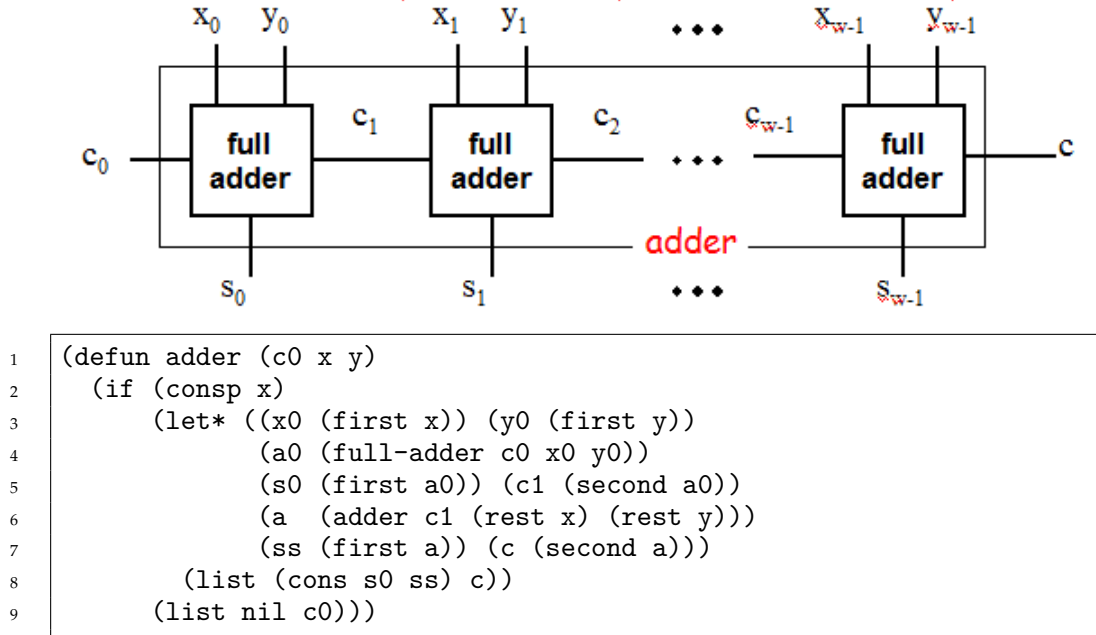 x0 y0 x1 y1 ••• xw-1 yw-1
c0 full adder c1 full adder c2 ••• cw-1 full adder c
adder
s0 s1 ••• sw-1
1 (defun adder (c0 x y)
2 (if (consp x)
3 (let* ((x0 (first x)) (y0 (first y))
4 (a0 (full-adder c0 x0 y0))
5 (s0 (first a0)) (c1 (second a0))
6 (a (adder c1 (rest x) (rest y)))
7 (ss (first a)) (c (second a)))
8 (list (cons s0 ss) c))
9 (list nil c0)))